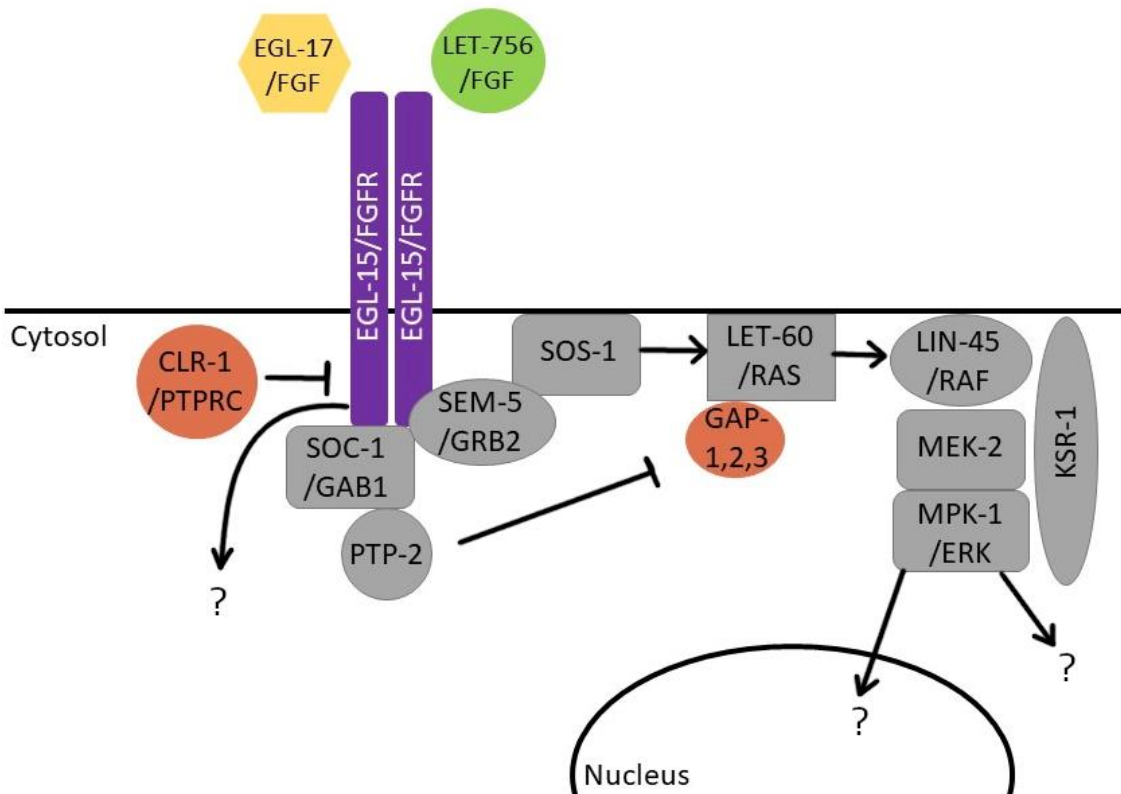 EGL-17
/FGF
LET-756
/FGF
EGL-15/FGFR
EGL-15/FGFR
Cytosol
CLR-1
/PTPRC
SOC-1
/GAB1
PTP-2
SEM-5
/GRB2
SOS-1
LET-60
/RAS
GAP-
1,2,3
LIN-45
/RAF
MEK-2
MPK-1
/ERK
KSR-1
?
?
?
Nucleus